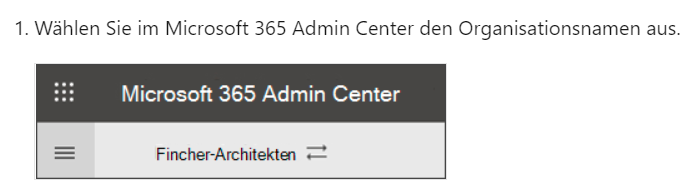 1. Wählen Sie im Microsoft 365 Admin Center den Organisationsnamen aus.
Microsoft 365 Admin Center
Fincher-Architekten